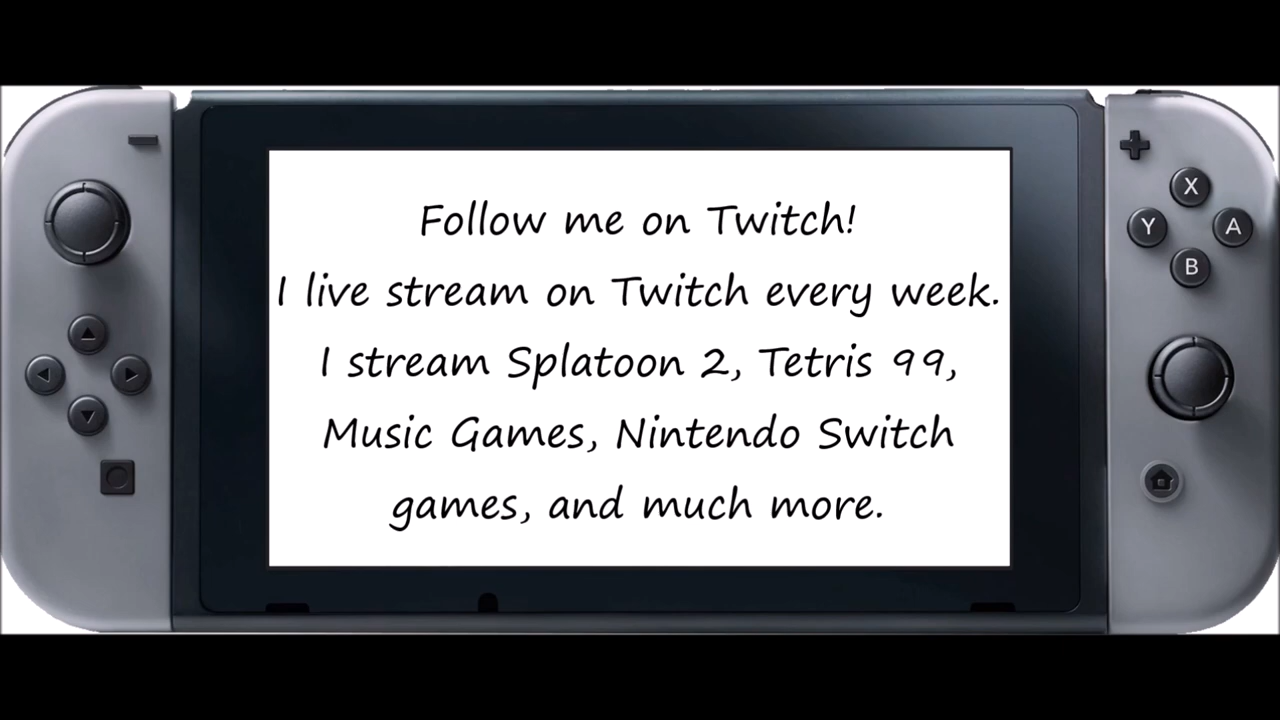 Follow me on Twitch!
I live stream on Twitch every week.
I stream Splatoon 2, Tetris 99,
Music Games, Nintendo Switch
games, and much more.
X
Y A
B